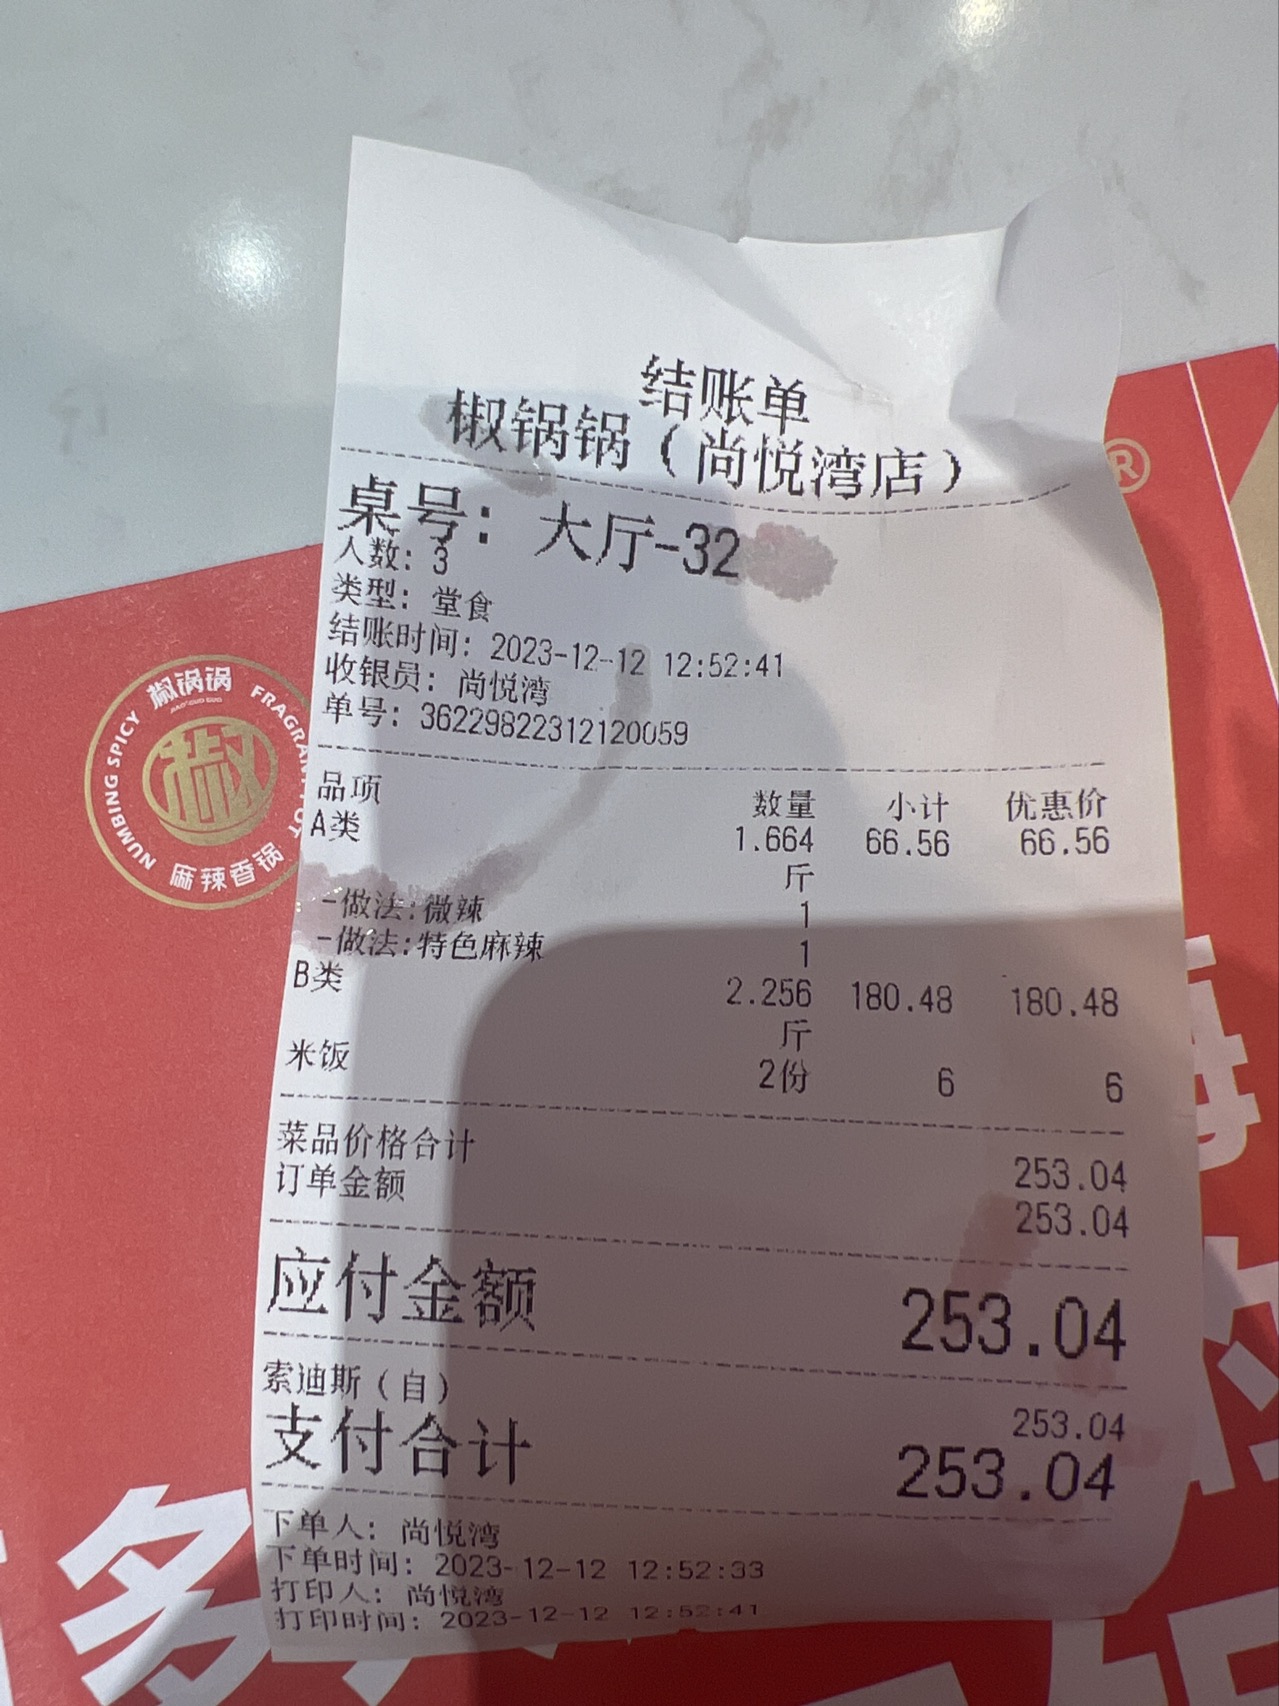 结账单
椒锅锅（尚悦湾店）
桌号：大厅-32
人数：3
类型：堂食
结账时间：2023-12-12 12:52:41
收银员：尚悦湾
单号：36229822312120059
品项 数量 小计 优惠价
A类 1.664 66.56 66.56
斤
-做法:微辣 1
-做法:特色麻辣 1
B类 2.256 180.48 180.48
斤
米饭 2份 6 6
菜品价格合计 253.04
订单金额 253.04
应付金额 253.04
索迪斯（自） 253.04
支付合计 253.04
下单人：尚悦湾
下单时间：2023-12-12 12:52:33
打印人：尚悦湾
打印时间：2023-12-12 12:52:41
椒锅锅
NUMBING SPICY
椒
麻辣香锅
®
多